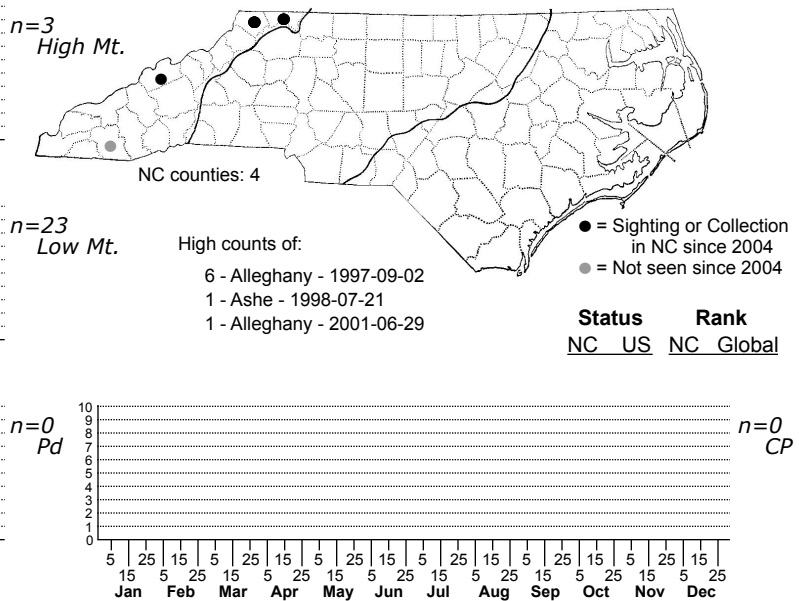 n=3
High Mt.
NC counties: 4
n=23
Low Mt.
High counts of:
6 - Alleghany - 1997-09-02
1 - Ashe - 1998-07-21
1 - Alleghany - 2001-06-29
= Sighting or Collection
in NC since 2004
= Not seen since 2004
Status Rank
NC US NC Global
n=0
Pd
10
9
8
7
6
5
4
3
2
1
0
n=0
CP
5 25 15 5 25 15 5 25 15 5 25 15 5 25 15 5 25 15
15 5 25 15 5 25 15 5 25 15 5 25 15 5 25 15 5 25
Jan Feb Mar Apr May Jun Jul Aug Sep Oct Nov Dec